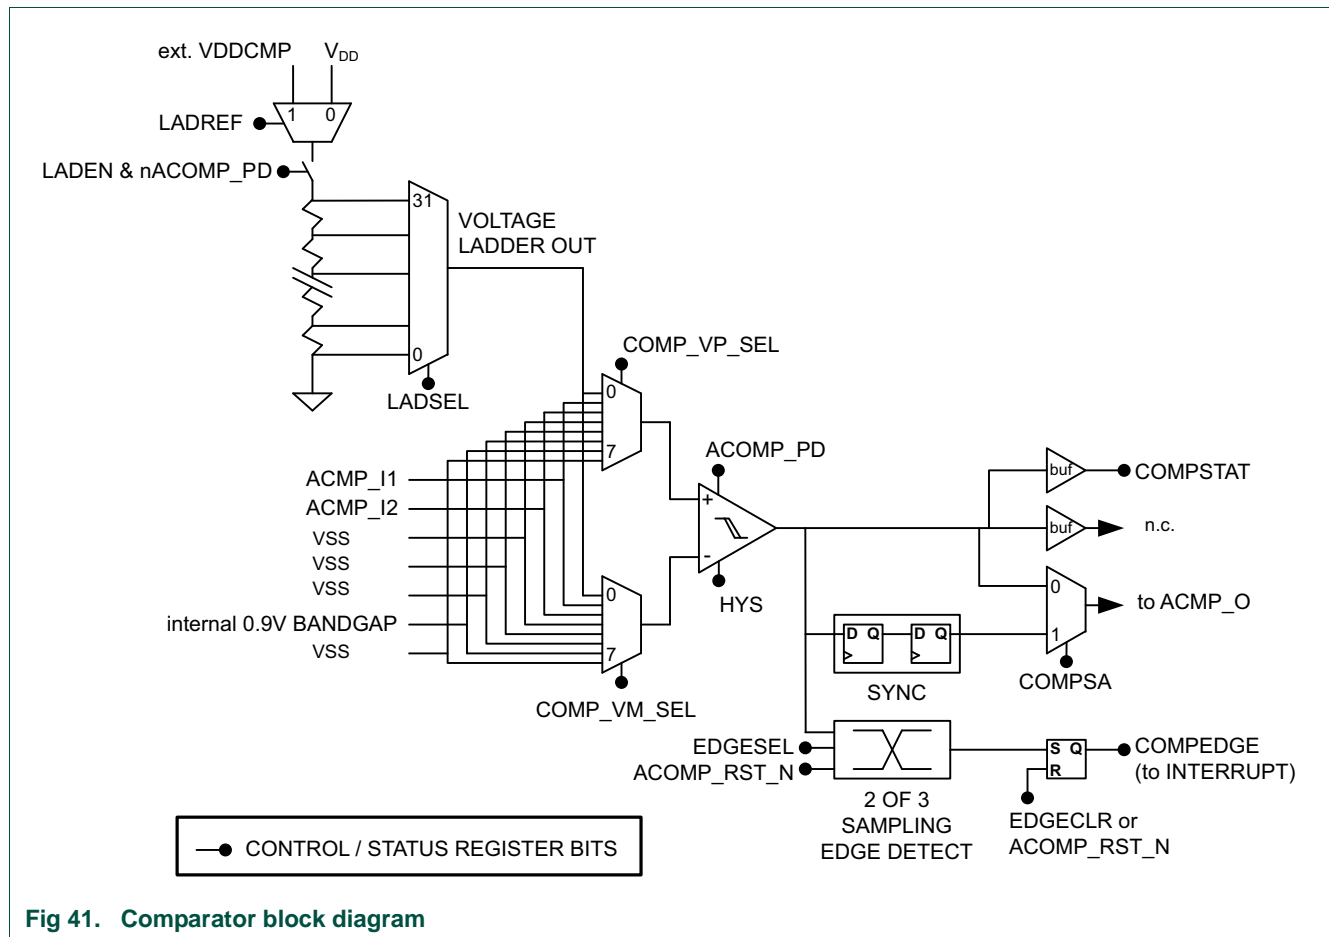 ext. VDDCMP VDD
1 0
LADREF
LADEN & nACOMP_PD
31
VOLTAGE
LADDER OUT
0
LADSEL
COMP_VP_SEL
0
7
ACOMP_PD
ACMP_I1
ACMP_I2
VSS
VSS
VSS
internal 0.9V BANDGAP
VSS
+
-
HYS
0
7
COMP_VM_SEL
buf
COMPSTAT
buf
n.c.
0
1
to ACMP_O
COMPSA
D Q D Q
SYNC
EDGESEL
ACOMP_RST_N
2 OF 3
SAMPLING
EDGE DETECT
S Q
R
COMPEDGE
(to INTERRUPT)
EDGECLR or
ACOMP_RST_N
CONTROL / STATUS REGISTER BITS
Fig 41. Comparator block diagram